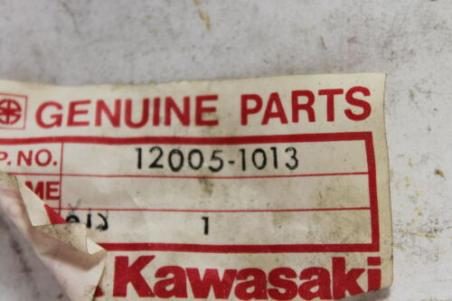 GENUINE PARTS
P. NO. 12005-1013
ME
1
Kawasaki